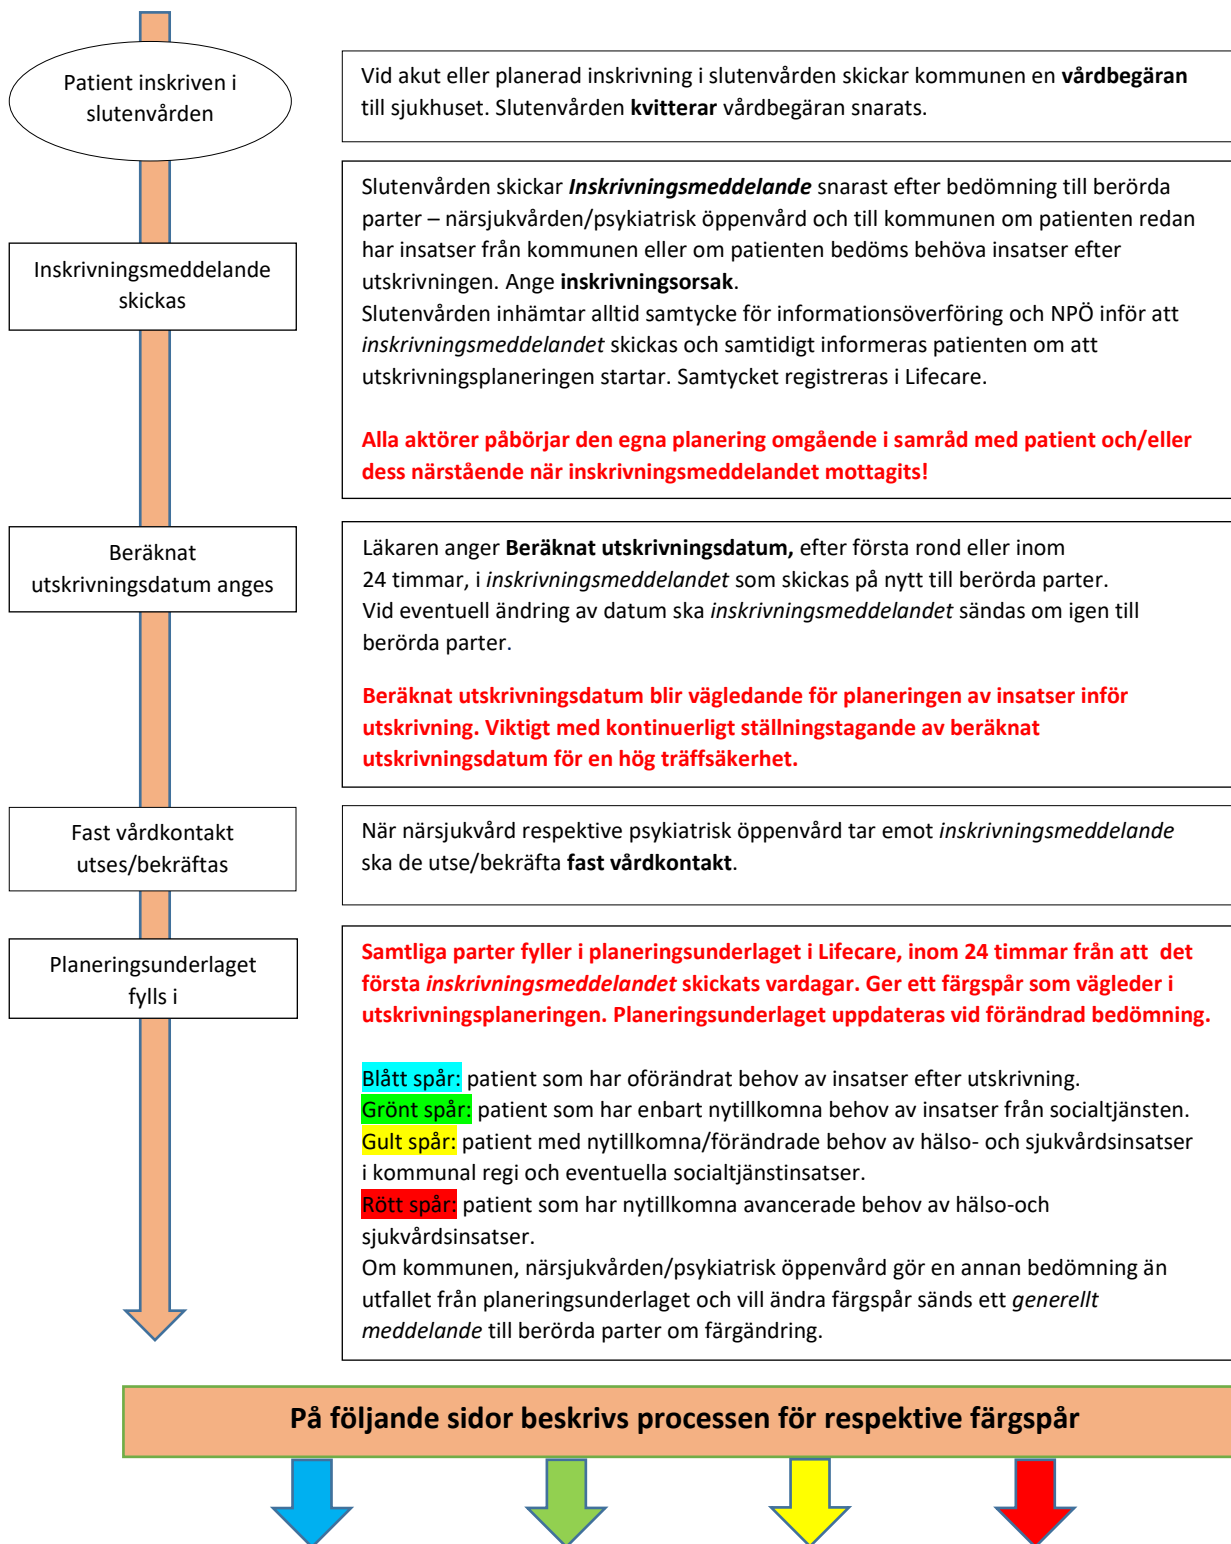 Patient inskriven i
slutenvården
Vid akut eller planerad inskrivning i slutenvården skickar kommunen en vårdbegäran
till sjukhuset. Slutenvården kvitterar vårdbegäran snarats.
Inskrivningsmeddelande
skickas
Slutenvården skickar Inskrivningsmeddelande snarast efter bedömning till berörda
parter – närsjukvården/psykiatrisk öppenvård och till kommunen om patienten redan
har insatser från kommunen eller om patienten bedöms behöva insatser efter
utskrivningen. Ange inskrivningsorsak.
Slutenvården inhämtar alltid samtycke för informationsöverföring och NPÖ inför att
inskrivningsmeddelandet skickas och samtidigt informeras patienten om att
utskrivningsplaneringen startar. Samtycket registreras i Lifecare.
Alla aktörer påbörjar den egna planering omgående i samråd med patient och/eller
dess närstående när inskrivningsmeddelandet mottagits!
Beräknat
utskrivningsdatum anges
Läkaren anger Beräknat utskrivningsdatum, efter första rond eller inom
24 timmar, i inskrivningsmeddelandet som skickas på nytt till berörda parter.
Vid eventuell ändring av datum ska inskrivningsmeddelandet sändas om igen till
berörda parter.
Beräknat utskrivningsdatum blir vägledande för planeringen av insatser inför
utskrivning. Viktigt med kontinuerligt ställningstagande av beräknat
utskrivningsdatum för en hög träffsäkerhet.
Fast vårdkontakt
utses/bekräftas
När närsjukvård respektive psykiatrisk öppenvård tar emot inskrivningsmeddelande
ska de utse/bekräfta fast vårdkontakt.
Planeringsunderlaget
fylls i
Samtliga parter fyller i planeringsunderlaget i Lifecare, inom 24 timmar från att det
första inskrivningsmeddelandet skickats vardagar. Ger ett färgspår som vägleder i
utskrivningsplaneringen. Planeringsunderlaget uppdateras vid förändrad bedömning.
Blått spår: patient som har oförändrat behov av insatser efter utskrivning.
Grönt spår: patient som har enbart nytillkomna behov av insatser från socialtjänsten.
Gult spår: patient med nytillkomna/förändrade behov av hälso- och sjukvårdsinsatser
i kommunal regi och eventuella socialtjänstinsatser.
Rött spår: patient som har nytillkomna avancerade behov av hälso-och
sjukvårdsinsatser.
Om kommunen, närsjukvården/psykiatrisk öppenvård gör en annan bedömning än
utfallet från planeringsunderlaget och vill ändra färgspår sänds ett generellt
meddelande till berörda parter om färgändring.
På följande sidor beskrivs processen för respektive färgspår